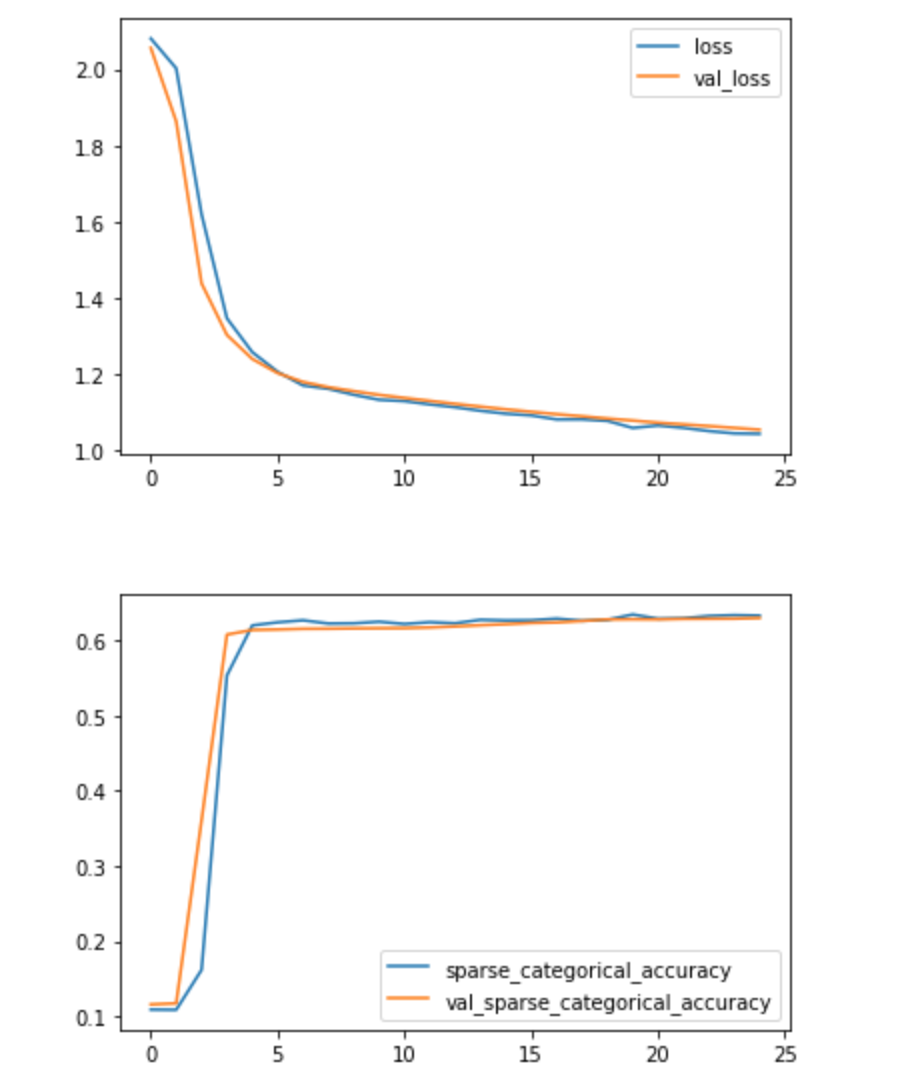 loss
val_loss
2.0
1.8
1.6
1.4
1.2
1.0
0 5 10 15 20 25
0.6
0.5
0.4
0.3
0.2
0.1
sparse_categorical_accuracy
val_sparse_categorical_accuracy
0 5 10 15 20 25